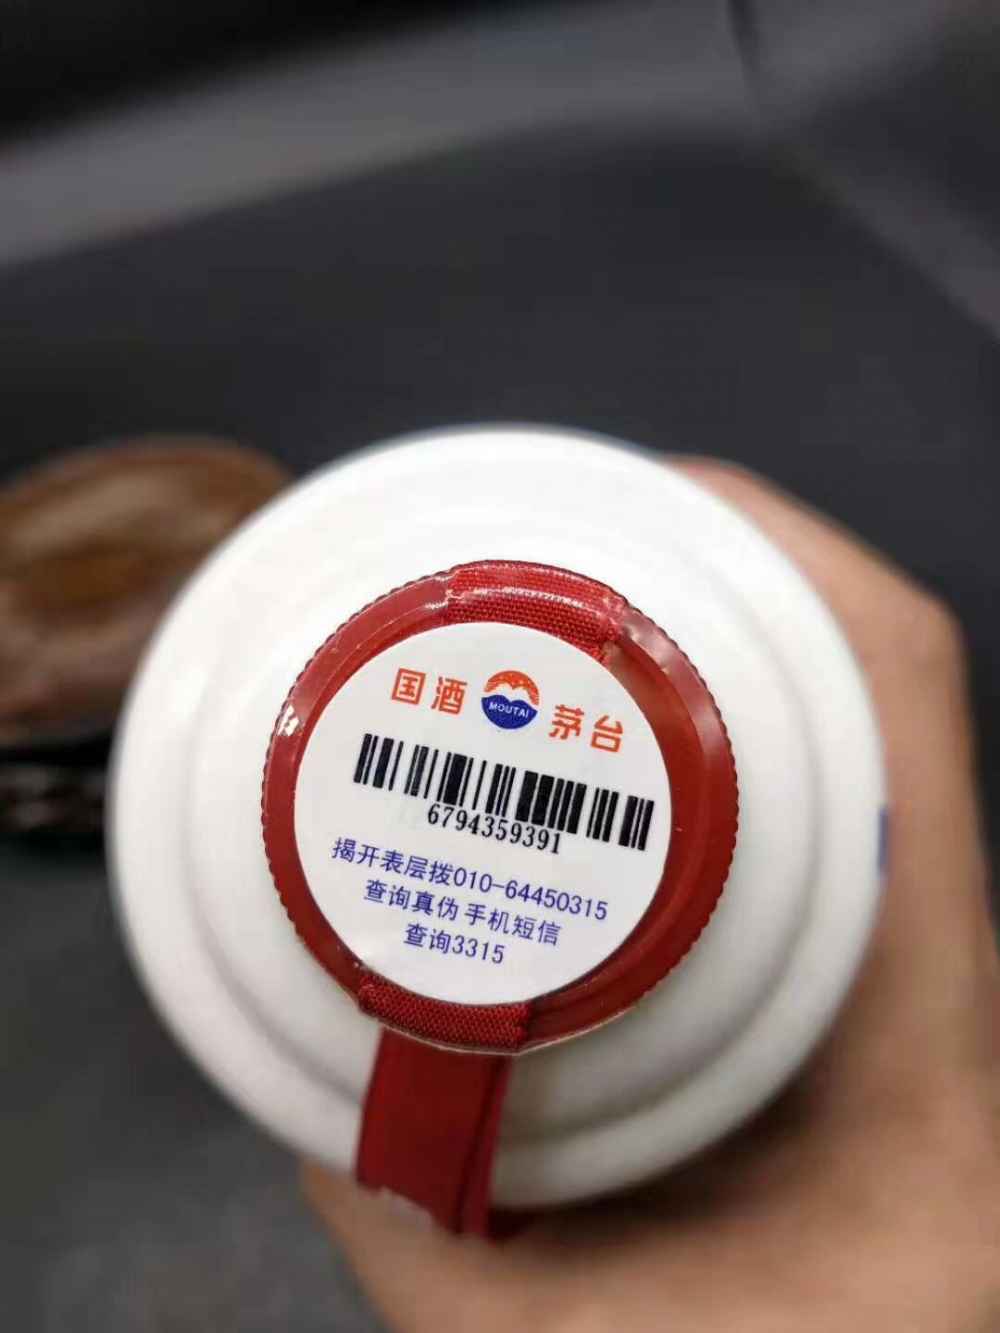 国酒 MOUTAI 茅台
6794359391
揭开表层拨010-64450315
查询真伪 手机短信
查询3315